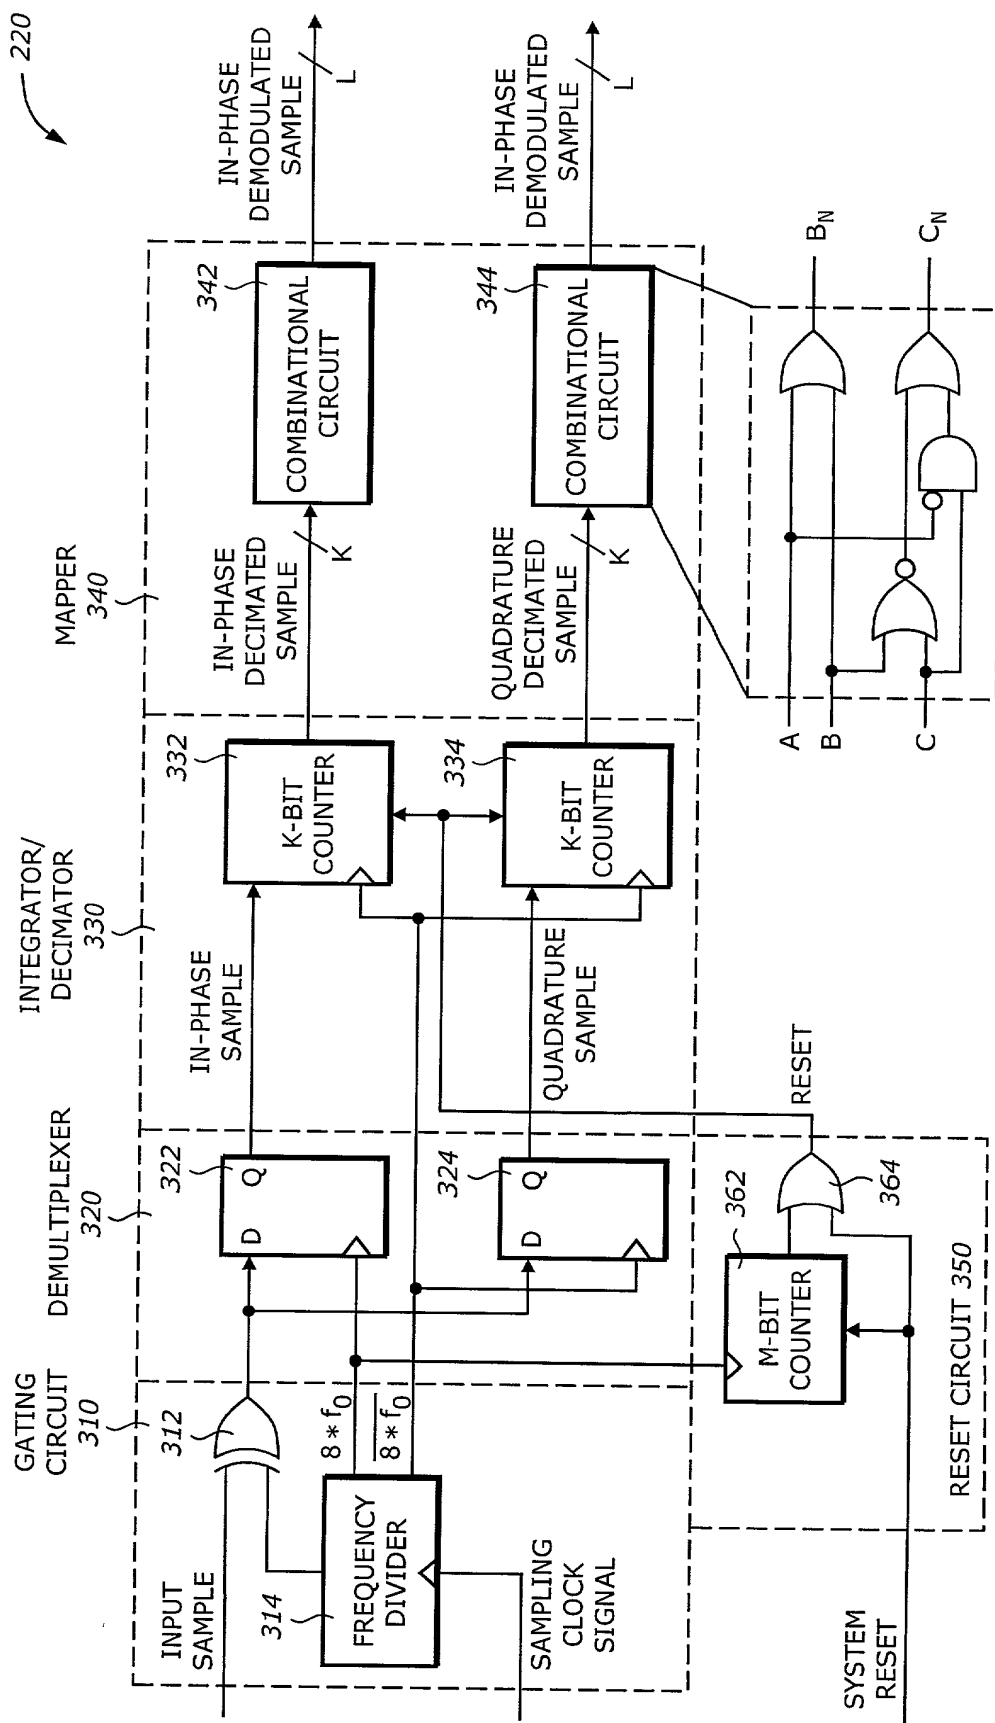 220
GATING
CIRCUIT
310
DEMULTIPLEXER
320
INTEGRATOR/
DECIMATOR
330
MAPPER
340
INPUT
SAMPLE
312
314
FREQUENCY
DIVIDER
8*f0
8*f0
SAMPLING
CLOCK
SIGNAL
322
D
Q
324
D
Q
IN-PHASE
SAMPLE
QUADRATURE
SAMPLE
332
K-BIT
COUNTER
334
K-BIT
COUNTER
IN-PHASE
DECIMATED
SAMPLE
K
QUADRATURE
DECIMATED
SAMPLE
K
342
COMBINATIONAL
CIRCUIT
344
COMBINATIONAL
CIRCUIT
IN-PHASE
DEMODULATED
SAMPLE
L
IN-PHASE
DEMODULATED
SAMPLE
L
SYSTEM
RESET
RESET CIRCUIT 350
362
M-BIT
COUNTER
364
RESET
A
B
C
BN
CN